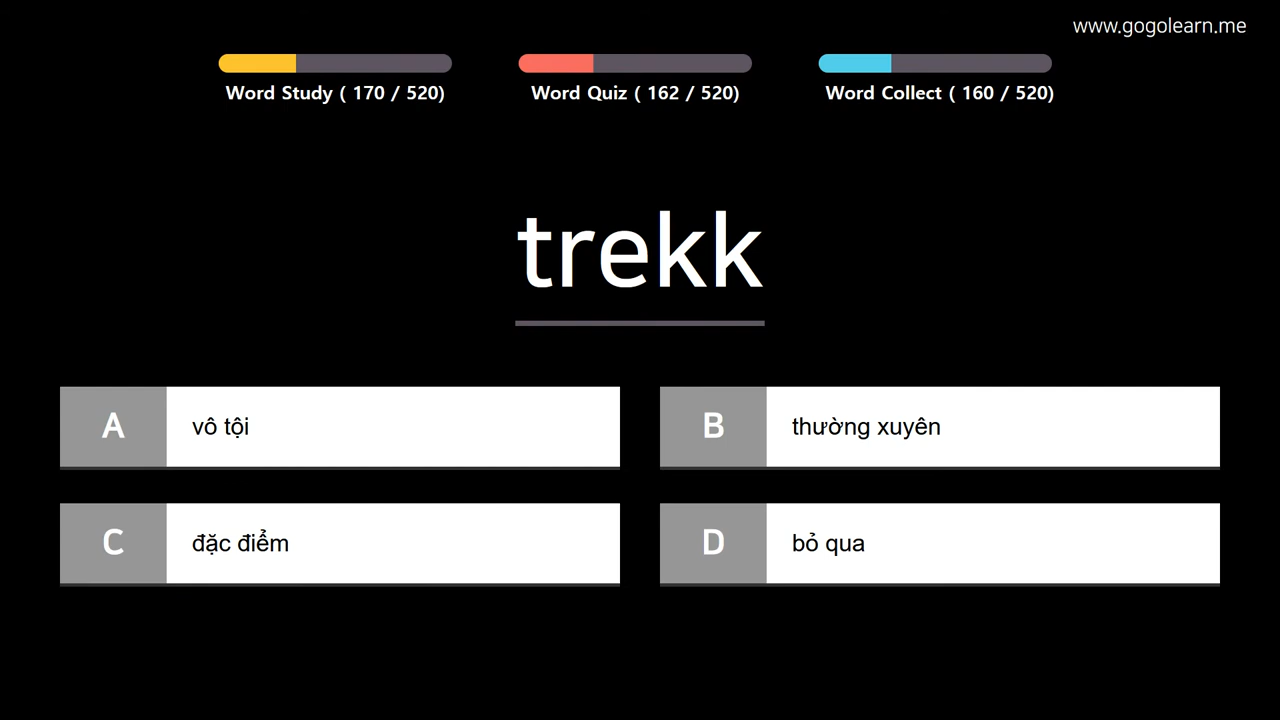 www.gogolearn.me
Word Study ( 170 / 520)
Word Quiz ( 162 / 520)
Word Collect ( 160 / 520)
trekk
A vô tội
B thường xuyên
C đặc điểm
D bỏ qua